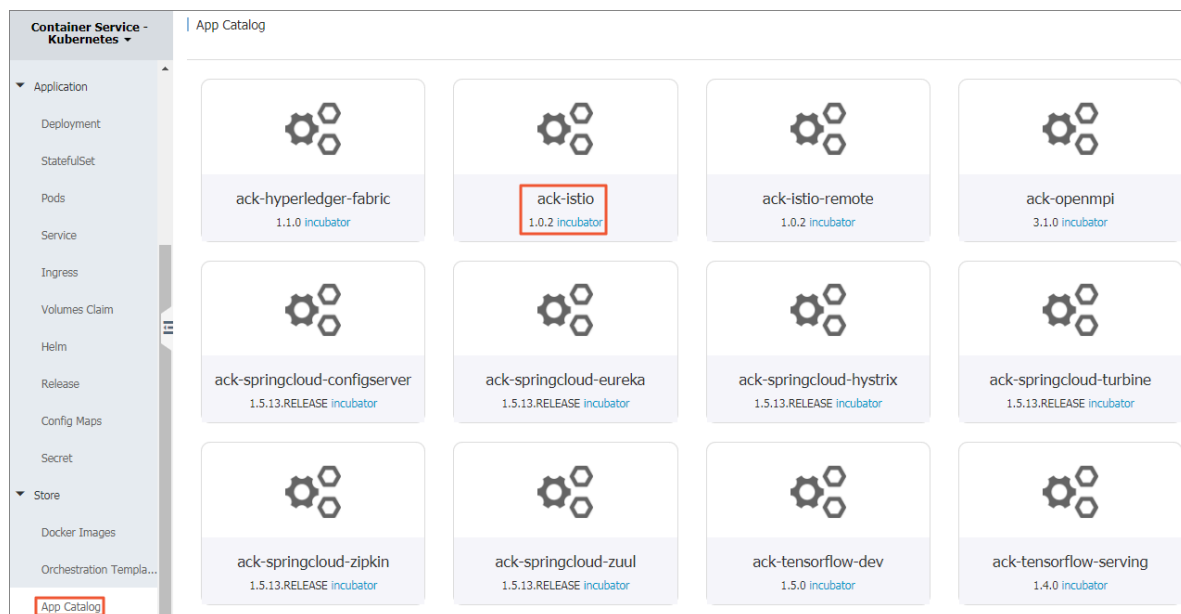 Container Service -
Kubernetes
App Catalog
Application
Deployment
StatefulSet
Pods
Service
Ingress
Volumes Claim
Helm
Release
Config Maps
Secret
Store
Docker Images
Orchestration Templa...
App Catalog
ack-hyperledger-fabric
1.1.0 incubator
ack-istio
1.0.2 incubator
ack-istio-remote
1.0.2 incubator
ack-openmpi
3.1.0 incubator
ack-springcloud-configserver
1.5.13.RELEASE incubator
ack-springcloud-eureka
1.5.13.RELEASE incubator
ack-springcloud-hystrix
1.5.13.RELEASE incubator
ack-springcloud-turbine
1.5.13.RELEASE incubator
ack-springcloud-zipkin
1.5.13.RELEASE incubator
ack-springcloud-zuul
1.5.13.RELEASE incubator
ack-tensorflow-dev
1.5.0 incubator
ack-tensorflow-serving
1.4.0 incubator